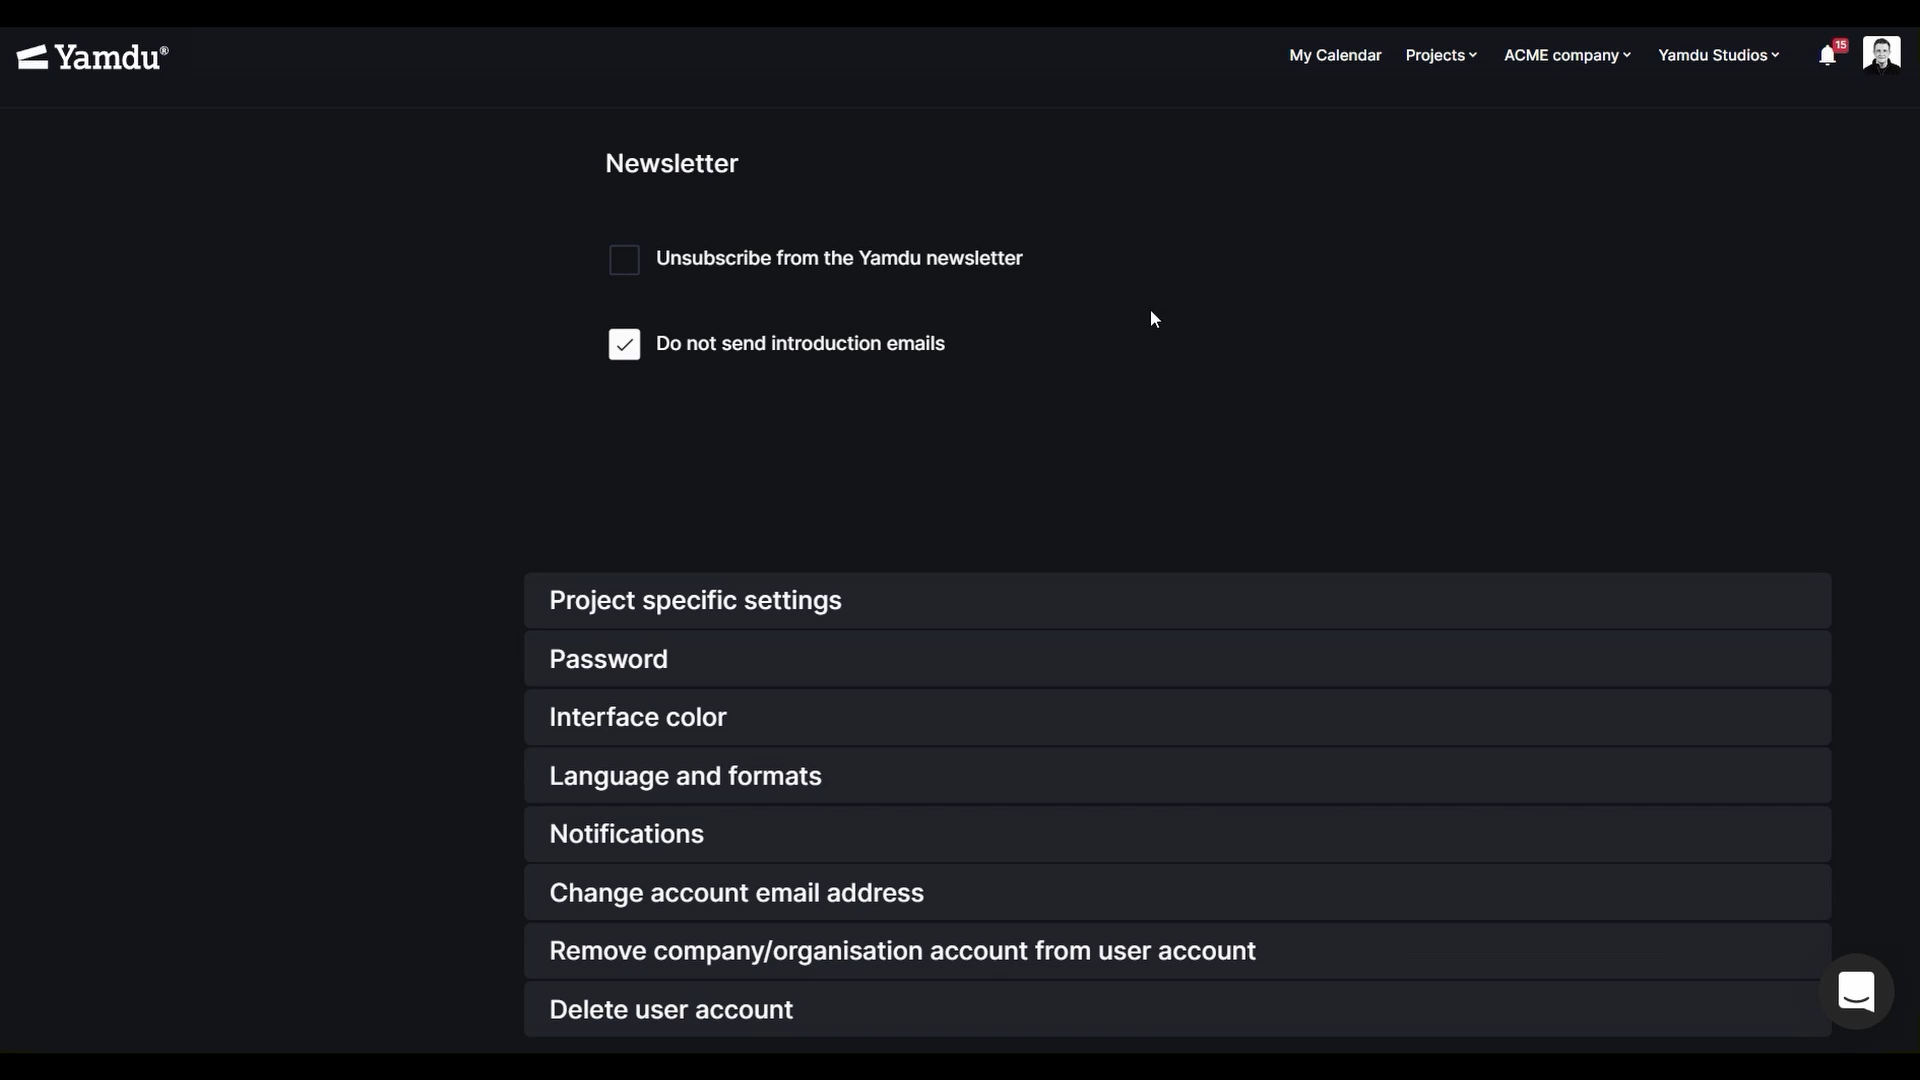 Yamdu®
My Calendar Projects ACME company Yamdu Studios 15
Newsletter
Unsubscribe from the Yamdu newsletter
Do not send introduction emails
Project specific settings
Password
Interface color
Language and formats
Notifications
Change account email address
Remove company/organisation account from user account
Delete user account